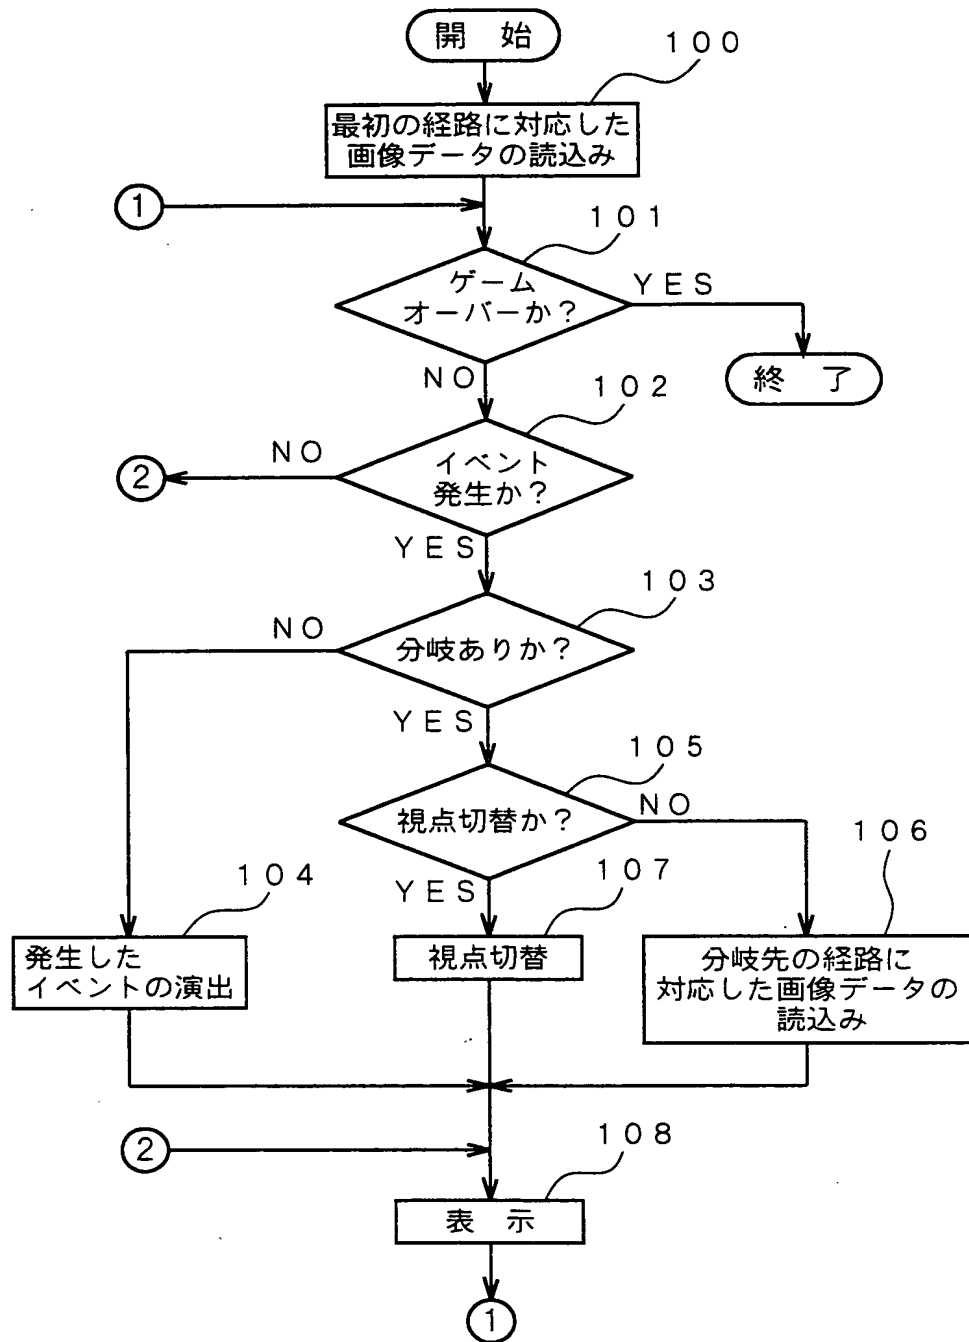 開 始
100
最初の経路に対応した
画像データの読込み
1
101
ゲーム
オーバーか?
YES
NO
終 了
102
イベント
発生か?
NO
2
YES
103
分岐ありか?
NO
YES
105
視点切替か?
NO
YES
104
発生した
イベントの演出
107
視点切替
106
分岐先の経路に
対応した画像データの
読込み
2
108
表 示
1